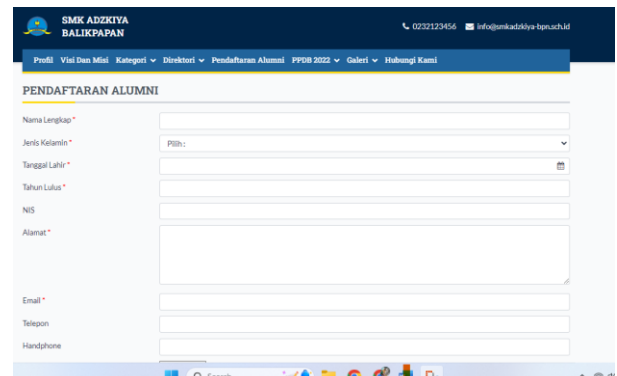 SMK ADZKIYA
BALIKPAPAN
0232123456 info@smkadzkiya-bpn.sch.id
Profil Visi Dan Misi Kategori Direktori Pendaftaran Alumni PPDB 2022 Galeri Hubungi Kami
PENDAFTARAN ALUMNI
Nama Lengkap *
Jenis Kelamin * Pilih :
Tanggal Lahir *
Tahun Lulus *
NIS
Alamat *
Email *
Telepon
Handphone